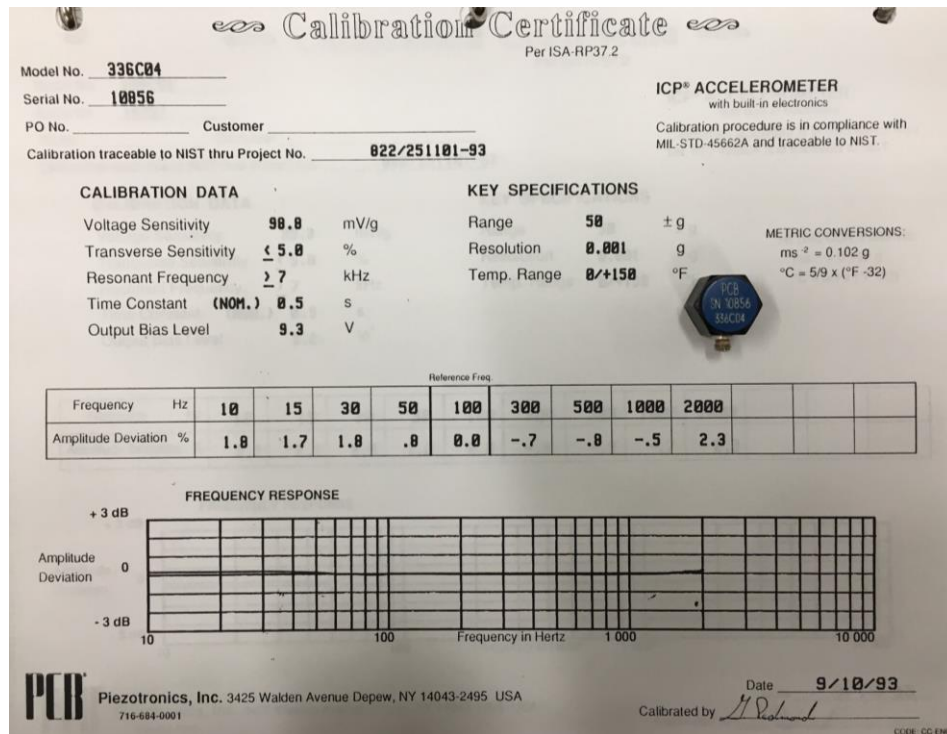 Calibration Certificate
Per ISA-RP37.2
Model No. 336C04
Serial No. 10856
PO No. Customer
Calibration traceable to NIST thru Project No. 822/251101-93
ICP® ACCELEROMETER
with built-in electronics
Calibration procedure is in compliance with
MIL-STD-45662A and traceable to NIST.
CALIBRATION DATA
Voltage Sensitivity 98.8 mV/g
Transverse Sensitivity ≤ 5.0 %
Resonant Frequency ≥ 7 kHz
Time Constant (NOM.) 0.5 s
Output Bias Level 9.3 V
KEY SPECIFICATIONS
Range 50 ± g
Resolution 0.001 g
Temp. Range 0/+150 °F
METRIC CONVERSIONS:
ms⁻² = 0.102 g
°C = 5/9 x (°F -32)
PCB
SN 10856
336C04
Reference Freq.
Frequency Hz 10 15 30 50 100 300 500 1000 2000
Amplitude Deviation % 1.8 1.7 1.8 .8 0.0 -.7 -.8 -.5 2.3
FREQUENCY RESPONSE
+ 3 dB
Amplitude
Deviation
0
- 3 dB
10 100 Frequency in Hertz 1 000 10 000
PCB Piezotronics, Inc. 3425 Walden Avenue Depew, NY 14043-2495 USA
716-684-0001
Date 9/10/93
Calibrated by